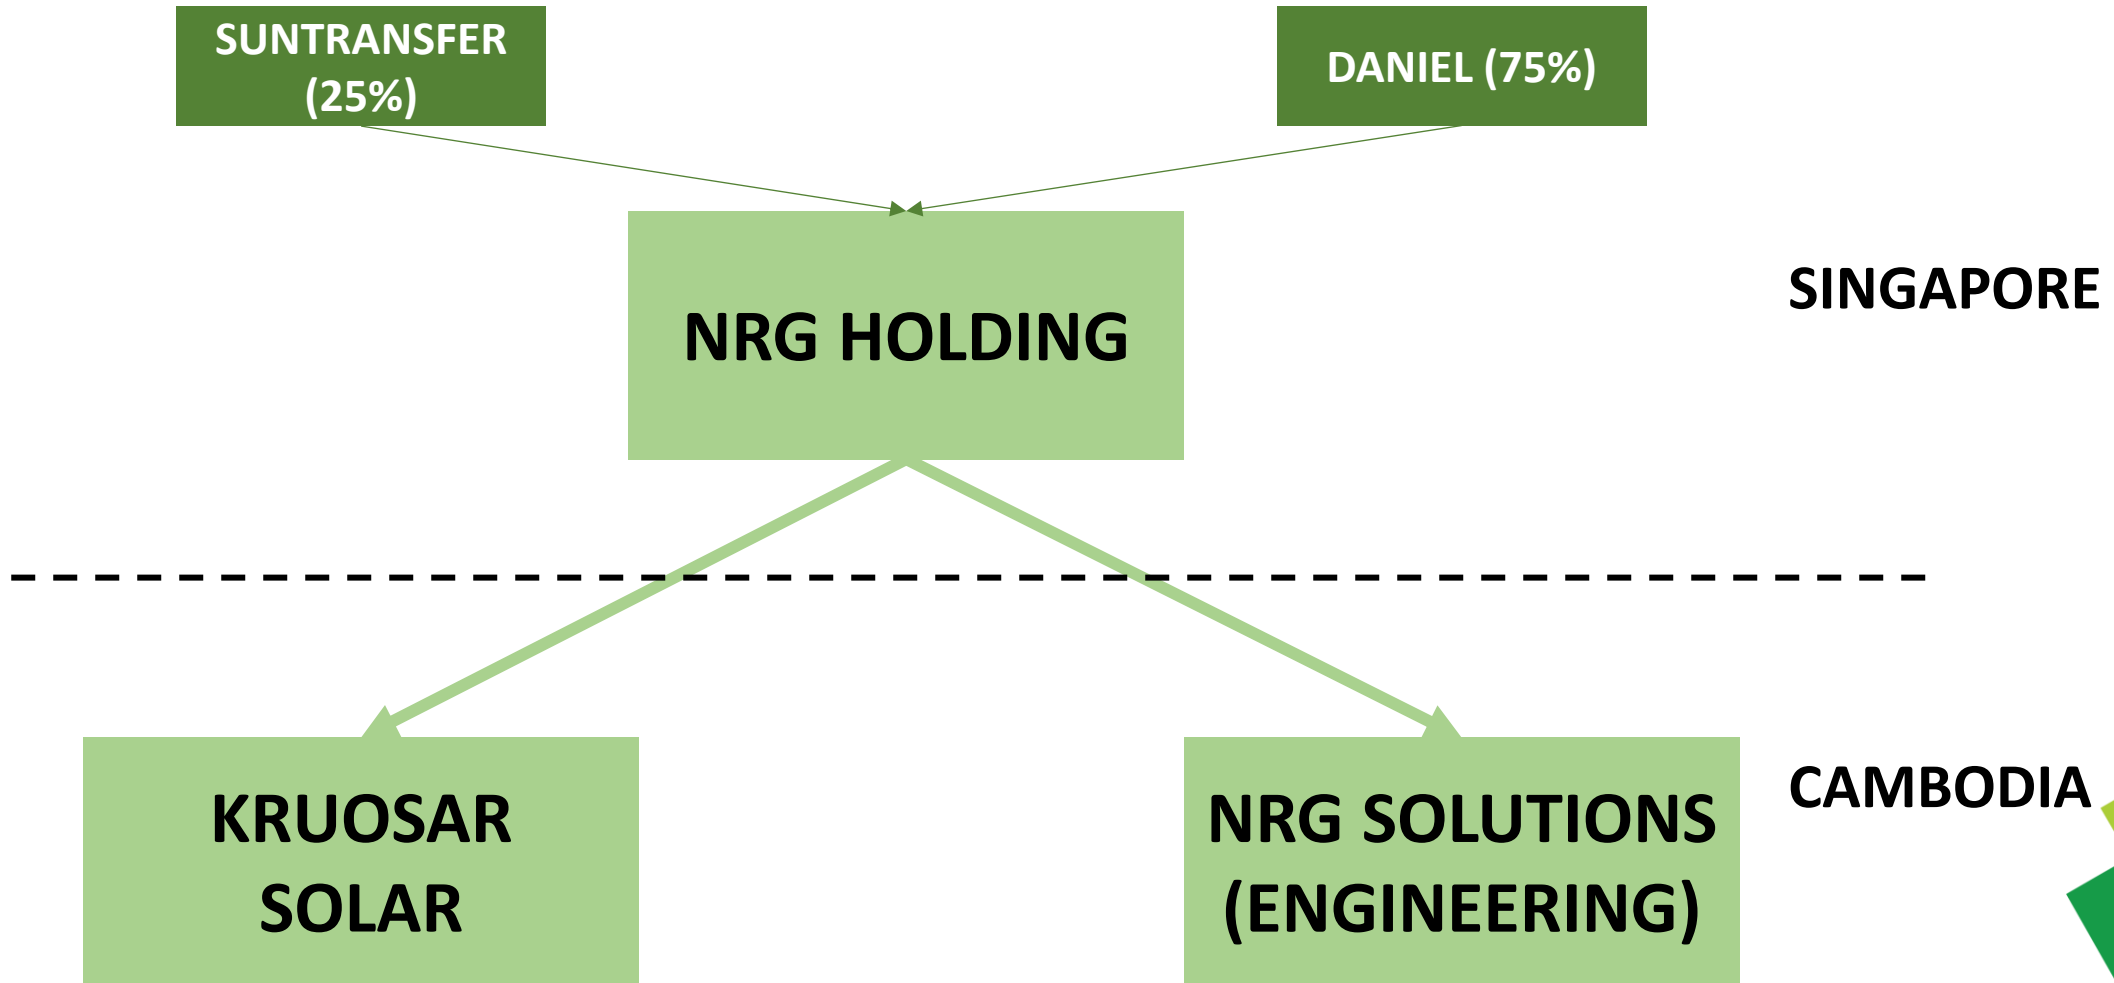 SUNTRANSFER
(25%)
DANIEL (75%)
NRG HOLDING
SINGAPORE
KRUOSAR
SOLAR
NRG SOLUTIONS
(ENGINEERING)
CAMBODIA